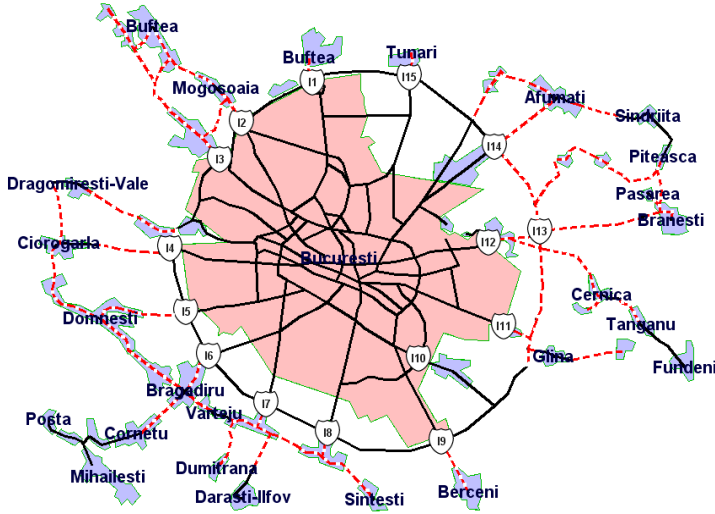 Buftea
Buftea
Tunari
I1
I15
Mogosoaia
Afumati
I2
Sindriita
I14
I3
Piteasca
Dragomiresti-Vale
Pasarea
Branesti
I13
Ciorogarla
I4
I12
Bucuresti
Cernica
I5
Domnesti
I11
Tanganu
I6
I10
Glina
Fundeni
Bragadiru
I7
Varteju
Posta
Cornetu
I8
I9
Mihailesti
Dumitrana
Darasti-Ilfov
Sintesti
Berceni